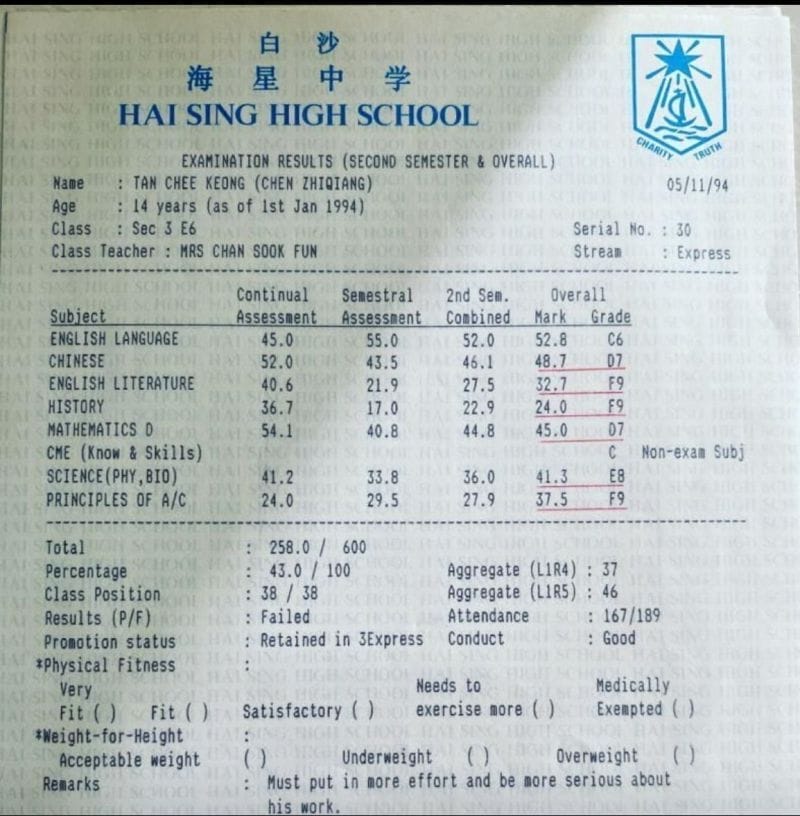 白 沙
海 星 中 学
HAI SING HIGH SCHOOL
CHARITY TRUTH
EXAMINATION RESULTS (SECOND SEMESTER & OVERALL)
Name : TAN CHEE KEONG (CHEN ZHIQIANG) 05/11/94
Age : 14 years (as of 1st Jan 1994)
Class : Sec 3 E6 Serial No. : 30
Class Teacher : MRS CHAN SOOK FUN Stream : Express
Continual Semestral 2nd Sem. Overall
Subject Assessment Assessment Combined Mark Grade
ENGLISH LANGUAGE 45.0 55.0 52.0 52.8 C6
CHINESE 52.0 43.5 46.1 48.7 D7
ENGLISH LITERATURE 40.6 21.9 27.5 32.7 F9
HISTORY 36.7 17.0 22.9 24.0 F9
MATHEMATICS D 54.1 40.8 44.8 45.0 D7
CME (Know & Skills) C Non-exam Subj
SCIENCE(PHY,BIO) 41.2 33.8 36.0 41.3 E8
PRINCIPLES OF A/C 24.0 29.5 27.9 37.5 F9
Total : 258.0 / 600
Percentage : 43.0 / 100 Aggregate (L1R4) : 37
Class Position : 38 / 38 Aggregate (L1R5) : 46
Results (P/F) : Failed Attendance : 167/189
Promotion status : Retained in 3Express Conduct : Good
*Physical Fitness :
Very Needs to Medically
Fit ( ) Fit ( ) Satisfactory ( ) exercise more ( ) Exempted ( )
*Weight-for-Height :
Acceptable weight ( ) Underweight ( ) Overweight ( )
Remarks : Must put in more effort and be more serious about
his work.